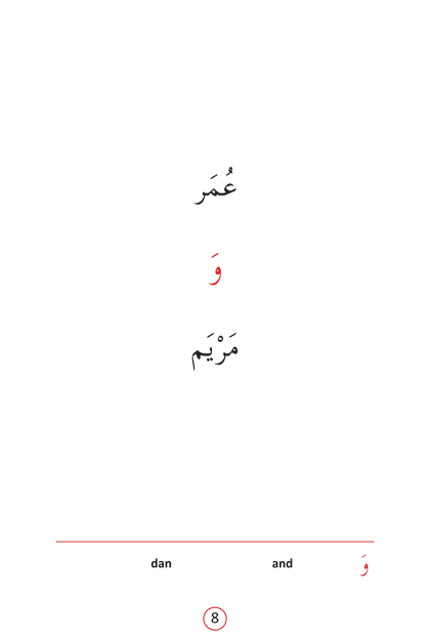 عُمَر
وَ
مَرْيَم
وَ and dan
8